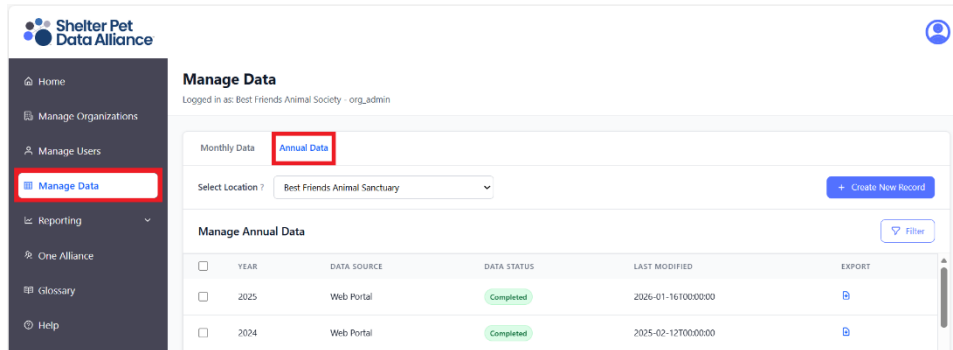 Shelter Pet
Data Alliance
Home
Manage Organizations
Manage Users
Manage Data
Reporting
One Alliance
Glossary
Help
Manage Data
Logged in as: Best Friends Animal Society - org_admin
Monthly Data Annual Data
Select Location ? Best Friends Animal Sanctuary + Create New Record
Manage Annual Data Filter
YEAR DATA SOURCE DATA STATUS LAST MODIFIED EXPORT
2025 Web Portal Completed 2026-01-16T00:00:00
2024 Web Portal Completed 2025-02-12T00:00:00